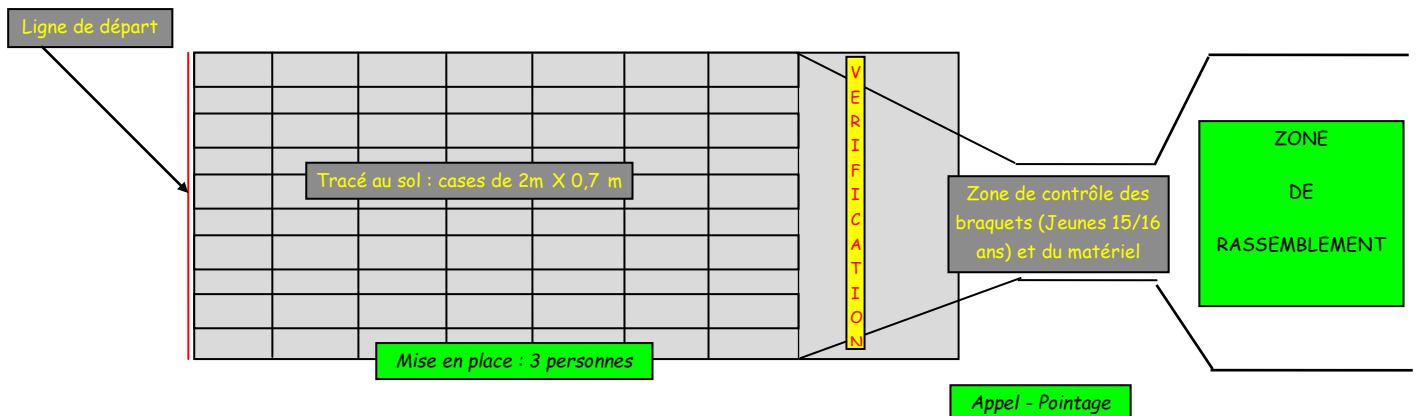 Ligne de départ
Tracé au sol : cases de 2m X 0,7 m
Mise en place : 3 personnes
VERIFICATION
Zone de contrôle des
braquets (Jeunes 15/16
ans) et du matériel
ZONE
DE
RASSEMBLEMENT
Appel - Pointage